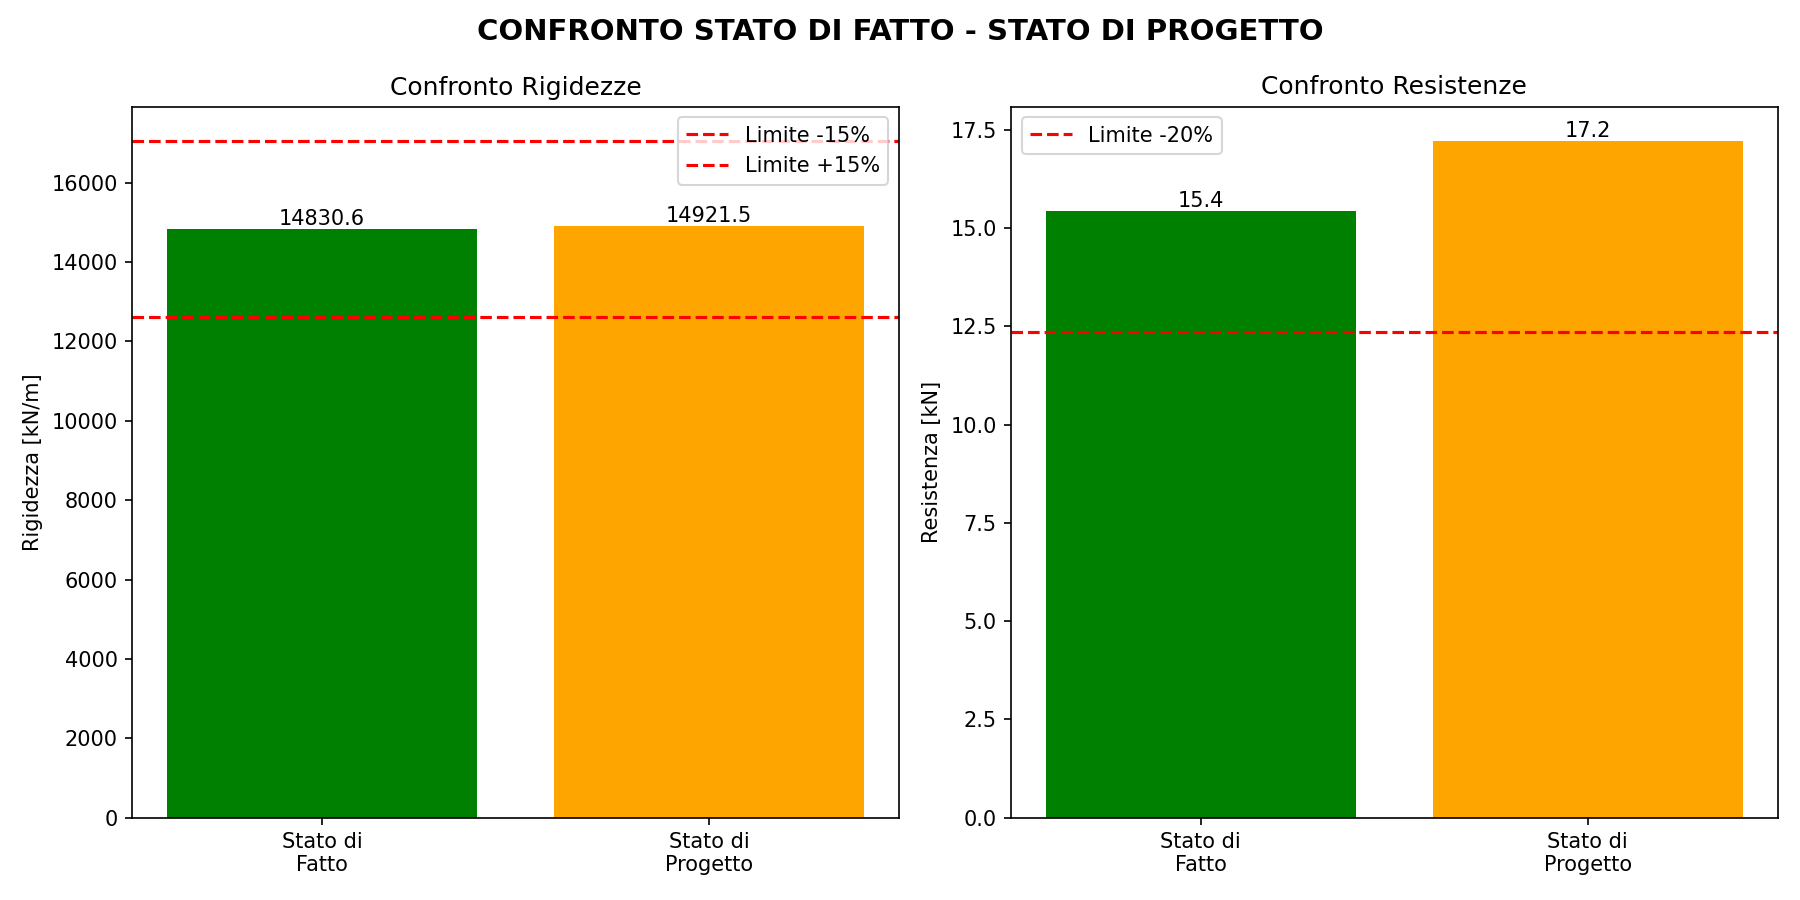 CONFRONTO STATO DI FATTO - STATO DI PROGETTO
Confronto Rigidezze
Limite -15%
Limite +15%
14830.6
14921.5
16000
14000
12000
10000
8000
6000
4000
2000
0
Rigidezza [kN/m]
Stato di
Fatto
Stato di
Progetto
Confronto Resistenze
Limite -20%
15.4
17.2
17.5
15.0
12.5
10.0
7.5
5.0
2.5
0.0
Resistenza [kN]
Stato di
Fatto
Stato di
Progetto